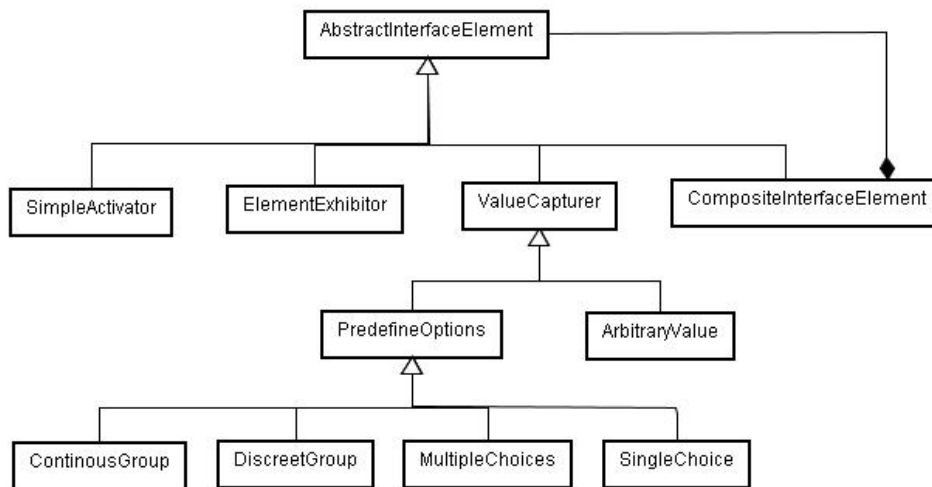 AbstractInterfaceElement
SimpleActivator
ElementExhibitor
ValueCapturer
CompositeInterfaceElement
PredefineOptions
ArbitraryValue
ContinousGroup
DiscreetGroup
MultipleChoices
SingleChoice